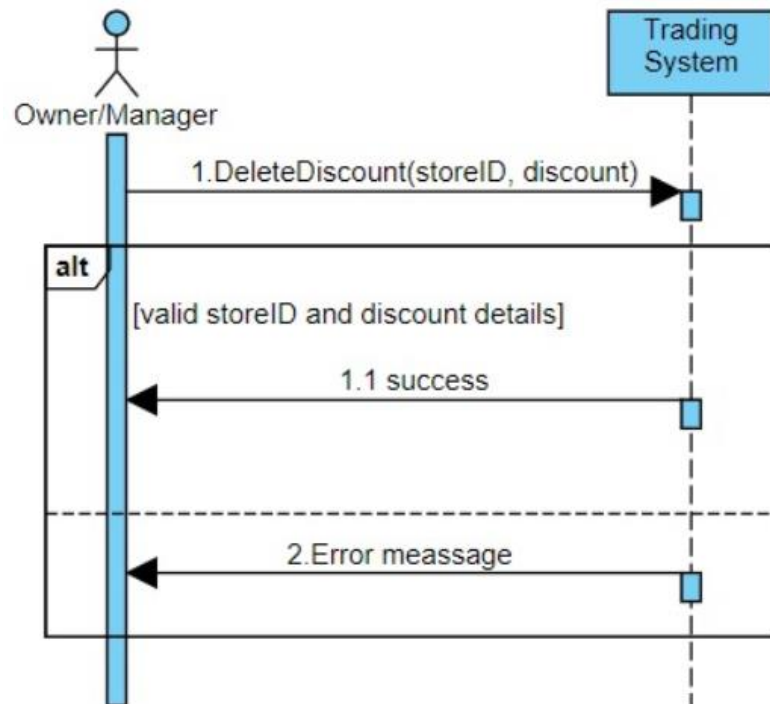 Trading
System
Owner/Manager
1.DeleteDiscount(storeID, discount)
alt
[valid storeID and discount details]
1.1 success
2.Error meassage